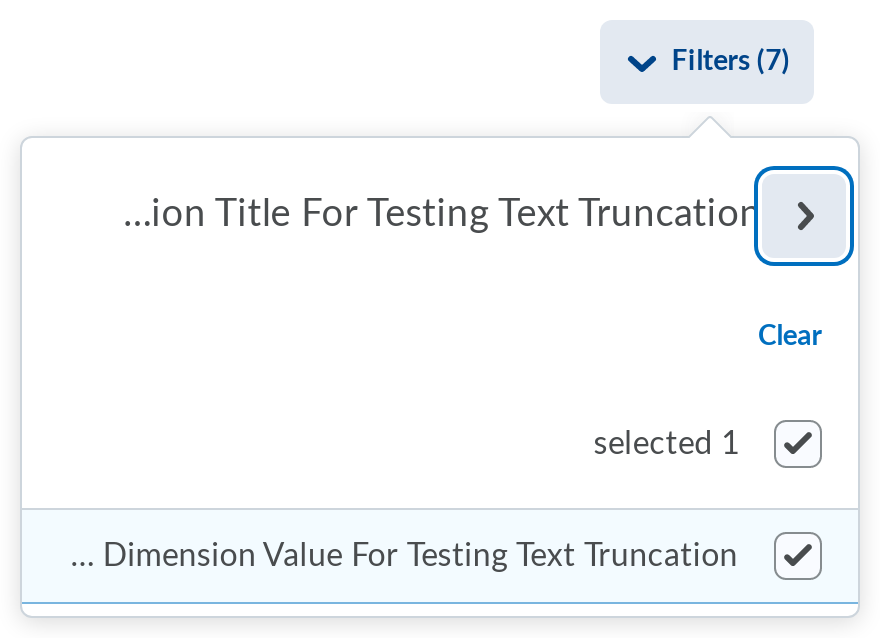 Filters (7)
...ion Title For Testing Text Truncation
Clear
selected 1
... Dimension Value For Testing Text Truncation